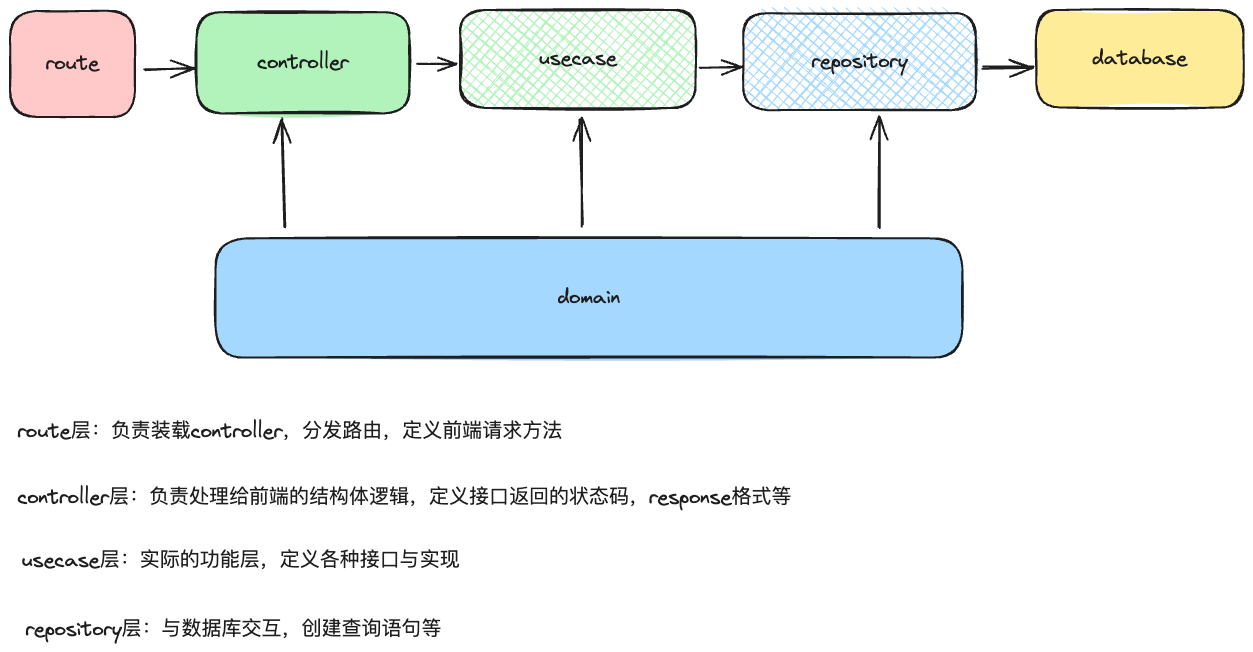 route
controller
usecase
repository
database
domain
route层：负责装载controller，分发路由，定义前端请求方法
controller层：负责处理给前端的结构体逻辑，定义接口返回的状态码，response格式等
usecase层：实际的功能层，定义各种接口与实现
repository层：与数据库交互，创建查询语句等